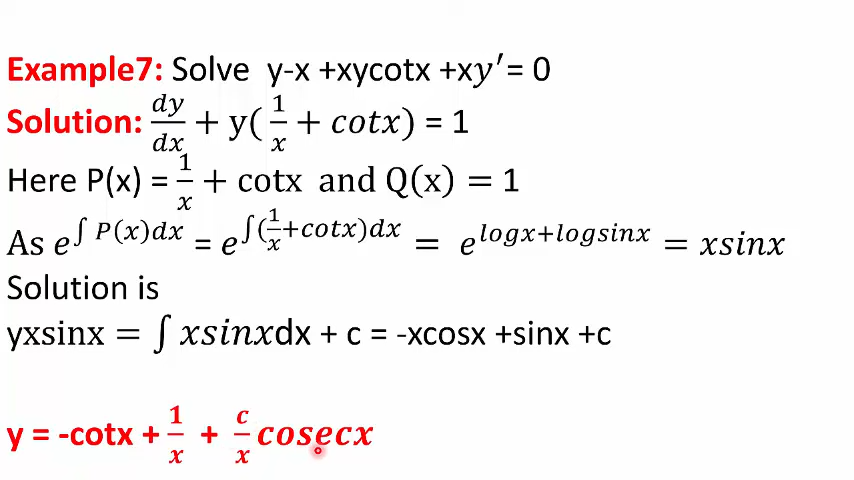 Example7: Solve y-x +xycotx +xy′= 0
Solution: dy/dx + y(1/x + cotx) = 1
Here P(x) = 1/x + cotx and Q(x) = 1
As e^∫P(x)dx = e^∫(1/x+cotx)dx = e^logx+logsinx = xsinx
Solution is
yxsinx = ∫ xsinxdx + c = -xcosx +sinx +c
y = -cotx + 1/x + c/x cosecx